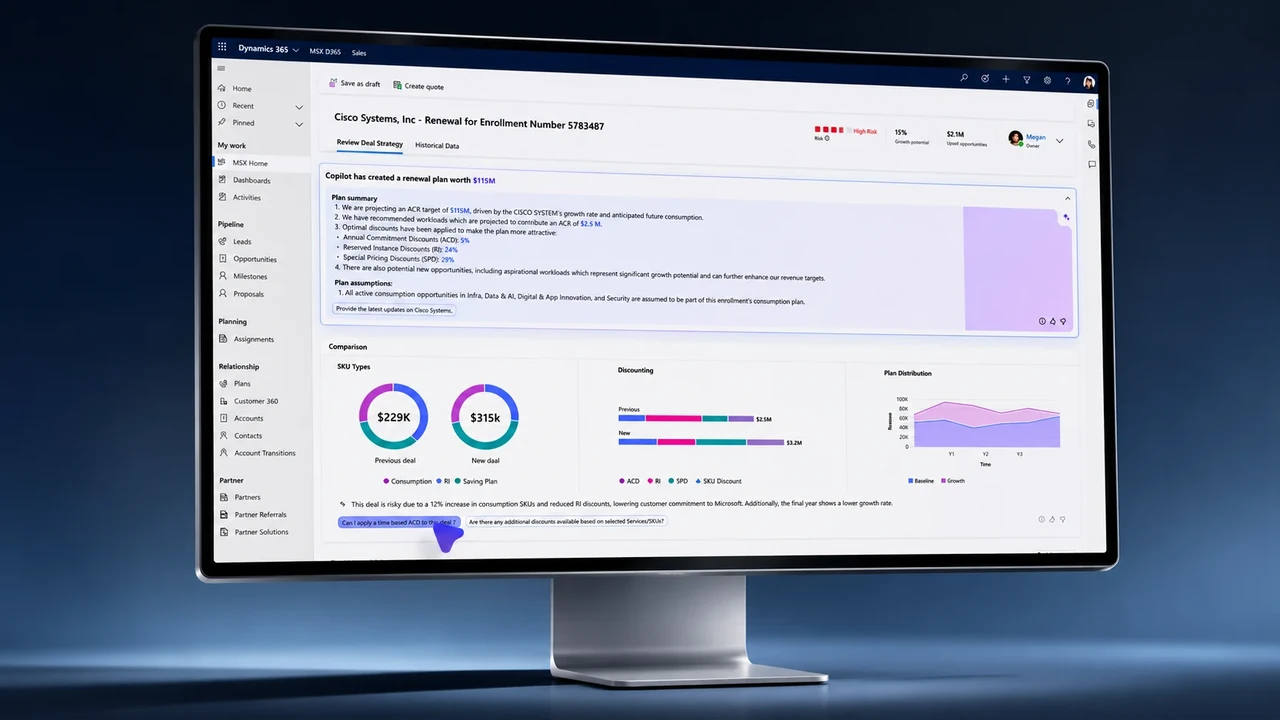 Dynamics 365
MSX D365
Sales
Home
Recent
Pinned
My work
MSX Home
Dashboards
Activities
Pipeline
Leads
Opportunities
Milestones
Proposals
Planning
Assignments
Relationship
Plans
Customer 360
Accounts
Contacts
Account Transitions
Partner
Partners
Partner Referrals
Partner Solutions
Save as draft
Create quote
Cisco Systems, Inc - Renewal for Enrollment Number 5783487
High Risk
Risk
15%
Growth potential
$2.1M
Upsell opportunities
Megan
Owner
Review Deal Strategy
Historical Data
Copilot has created a renewal plan worth $115M
Plan summary
1. We are projecting an ACR target of $115M, driven by the CISCO SYSTEM's growth rate and anticipated future consumption.
2. We have recommended workloads which are projected to contribute an ACR of $2.5 M.
3. Optimal discounts have been applied to make the plan more attractive:
• Annual Commitment Discounts (ACD): 5%
• Reserved Instance Discounts (RI): 24%
• Special Pricing Discounts (SPD): 29%
4. There are also potential new opportunities, including aspirational workloads which represent significant growth potential and can further enhance our revenue targets.
Plan assumptions:
1. All active consumption opportunities in Infra, Data & AI, Digital & App Innovation, and Security are assumed to be part of this enrollment's consumption plan.
Provide the latest updates on Cisco Systems.
Comparison
SKU Types
$229K
Previous deal
$315k
New daal
Consumption
RI
Saving Plan
Discounting
Previous
$2.5M
New
$3.2M
ACD
RI
SPD
SKU Discount
Plan Distribution
Revenue
100K
80K
60K
40K
20K
0
Y1
Y2
Y3
Time
Baseline
Growth
This deal is risky due to a 12% increase in consumption SKUs and reduced RI discounts, lowering customer commitment to Microsoft. Additionally, the final year shows a lower growth rate.
Can I apply a time based ACD to this deal ?
Are there any additional discounts available based on selected Services/SKUs?